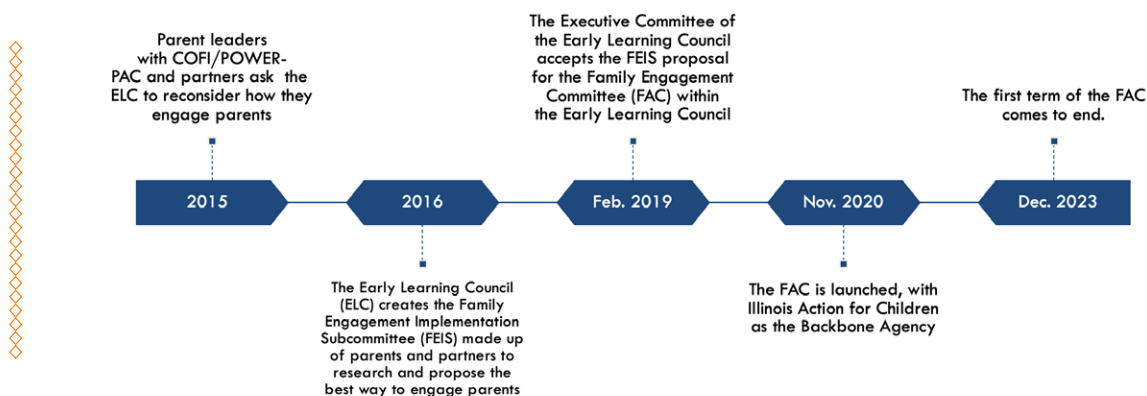 Parent leaders
with COFI/POWER-
PAC and partners ask the
ELC to reconsider how they
engage parents
2015
2016
The Early Learning Council
(ELC) creates the Family
Engagement Implementation
Subcommittee (FEIS) made up
of parents and partners to
research and propose the
best way to engage parents
The Executive Committee of
the Early Learning Council
accepts the FEIS proposal
for the Family Engagement
Committee (FAC) within
the Early Learning Council
Feb. 2019
Nov. 2020
The FAC is launched, with
Illinois Action for Children
as the Backbone Agency
The first term of the FAC
comes to end.
Dec. 2023